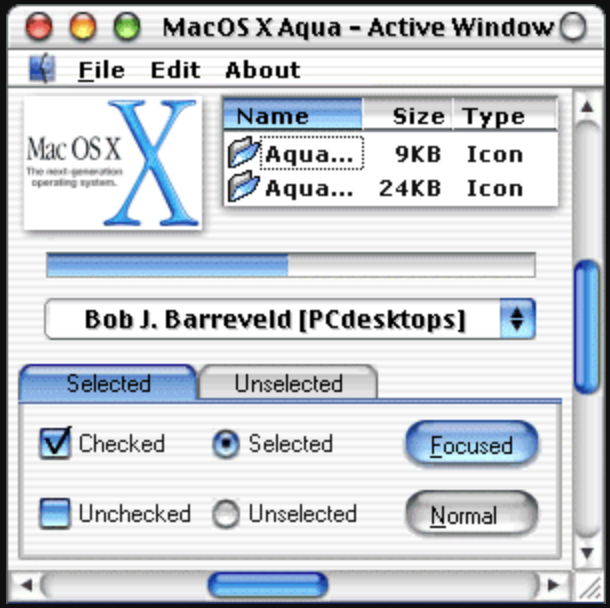 MacOS X Aqua - Active Window
File Edit About
Mac OS X
The next-generation
operating system.
X
Name Size Type
Aqua... 9KB Icon
Aqua... 24KB Icon
Bob J. Barreveld [PCdesktops]
Selected Unselected
Checked Selected Focused
Unchecked Unselected Normal